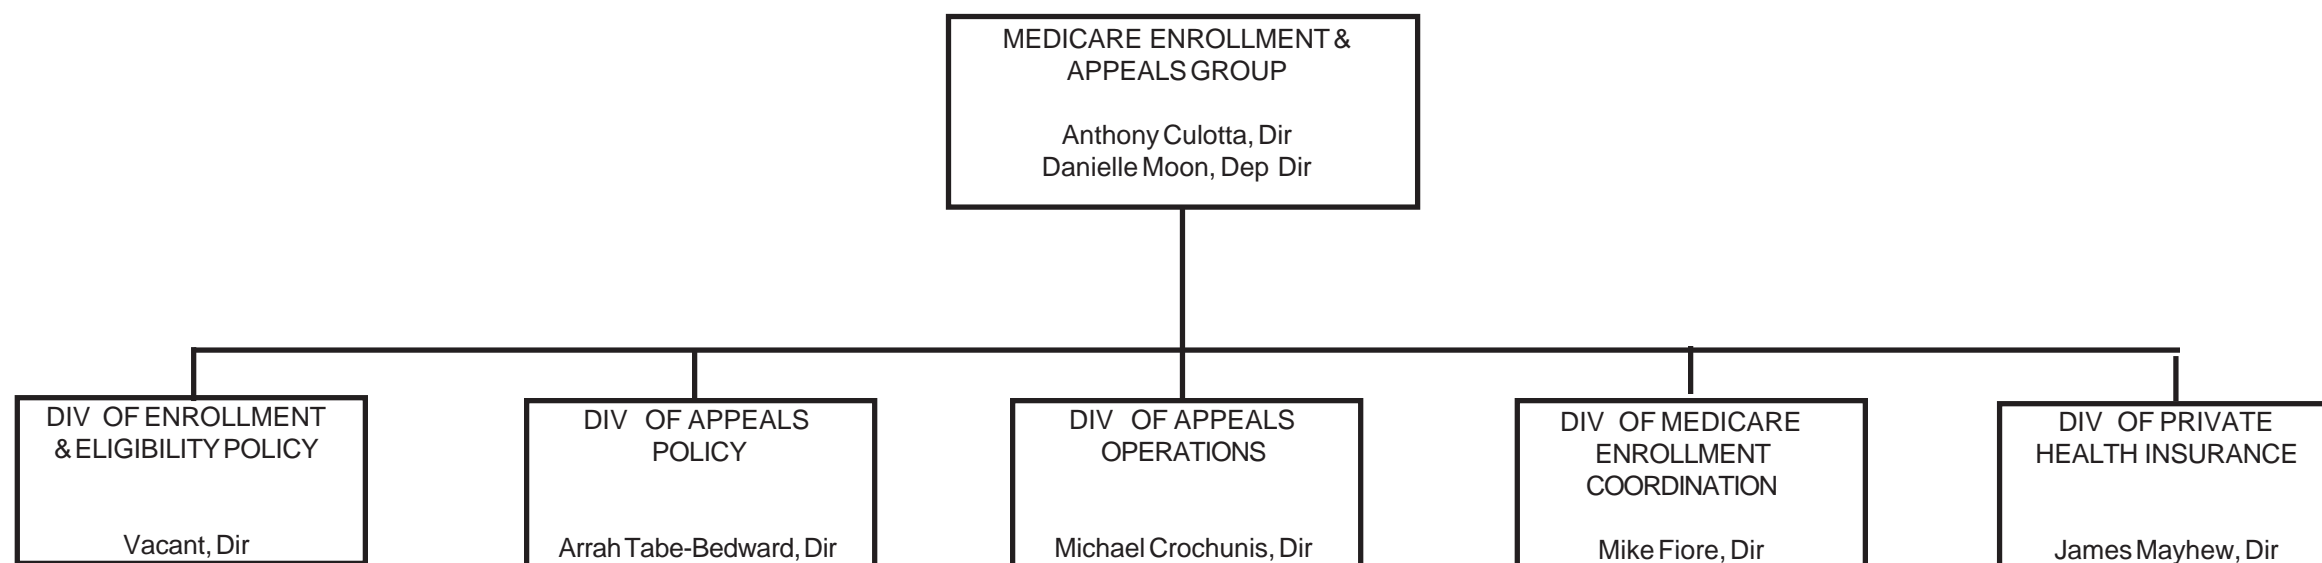 MEDICARE ENROLLMENT &
APPEALS GROUP
Anthony Culotta, Dir
Danielle Moon, Dep Dir
DIV OF ENROLLMENT
& ELIGIBILITY POLICY
Vacant, Dir
DIV OF APPEALS
POLICY
Arrah Tabe-Bedward, Dir
DIV OF APPEALS
OPERATIONS
Michael Crochunis, Dir
DIV OF MEDICARE
ENROLLMENT
COORDINATION
Mike Fiore, Dir
DIV OF PRIVATE
HEALTH INSURANCE
James Mayhew, Dir